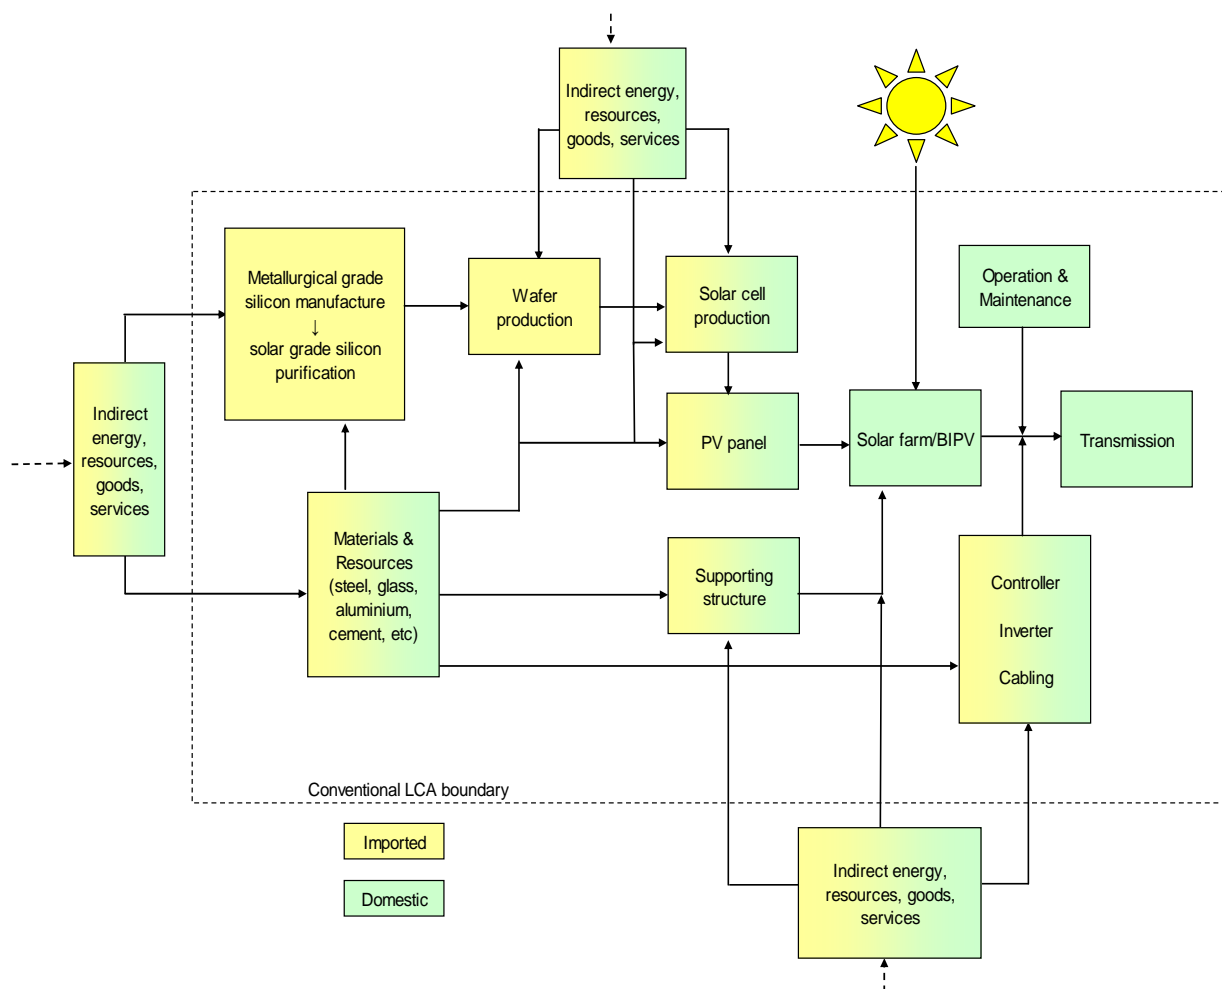 Indirect energy,
resources,
goods, services
Metallurgical grade
silicon manufacture
↓
solar grade silicon
purification
Wafer
production
Solar cell
production
Operation &
Maintenance
Indirect
energy,
resources,
goods,
services
PV panel
Solar farm/BIPV
Transmission
Materials &
Resources
(steel, glass,
aluminium,
cement, etc)
Supporting
structure
Controller
Inverter
Cabling
Conventional LCA boundary
Imported
Domestic
Indirect energy,
resources, goods,
services